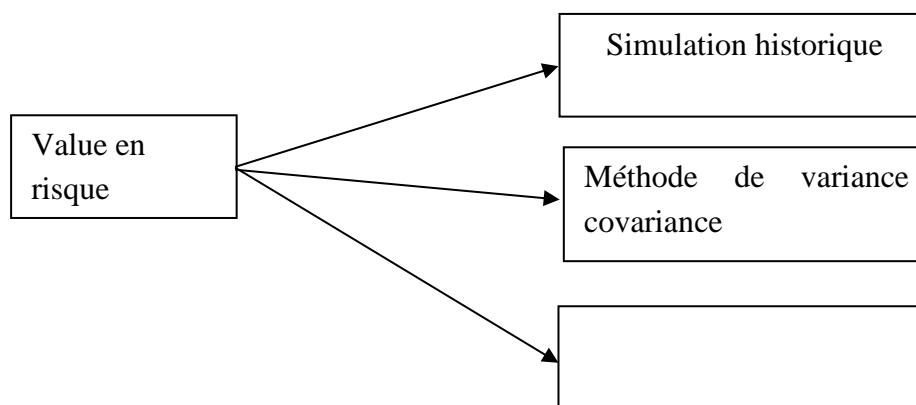 Simulation historique
Value en
risque
Méthode de variance
covariance